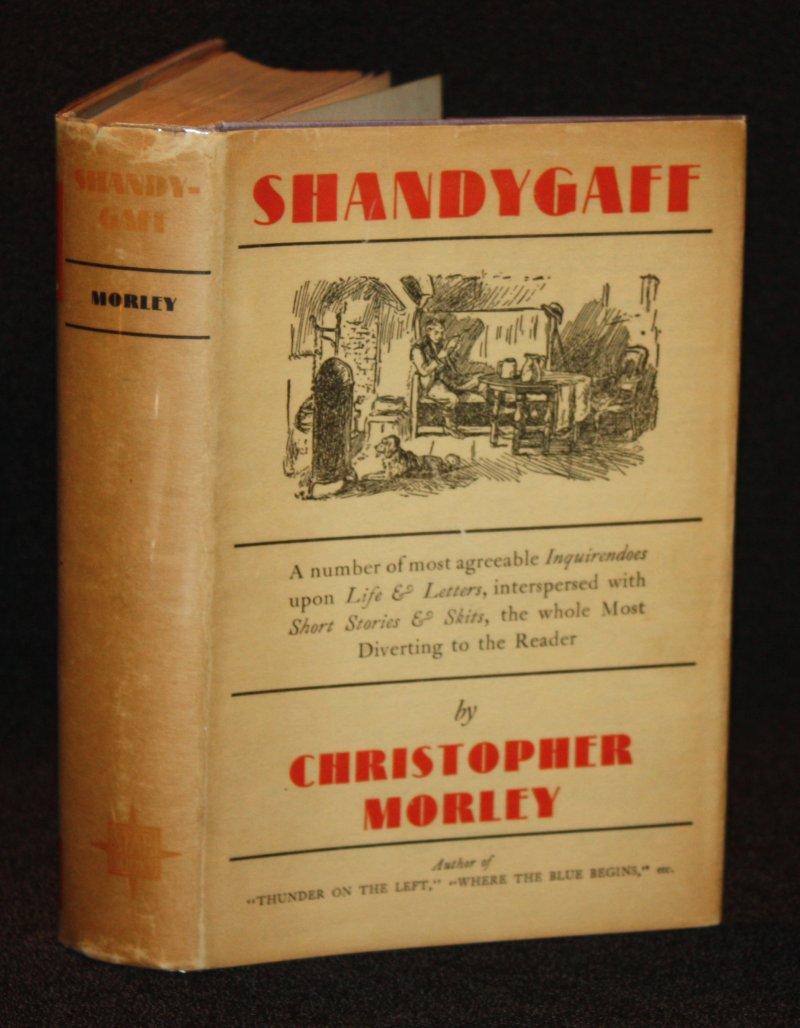 SHANDY-
GAFF
MORLEY
SHANDYGAFF
A number of most agreeable Inquirendoes
upon Life & Letters, interspersed with
Short Stories & Skits, the whole Most
Diverting to the Reader
by
CHRISTOPHER
MORLEY
Author of
"THUNDER ON THE LEFT," "WHERE THE BLUE BEGINS," etc.